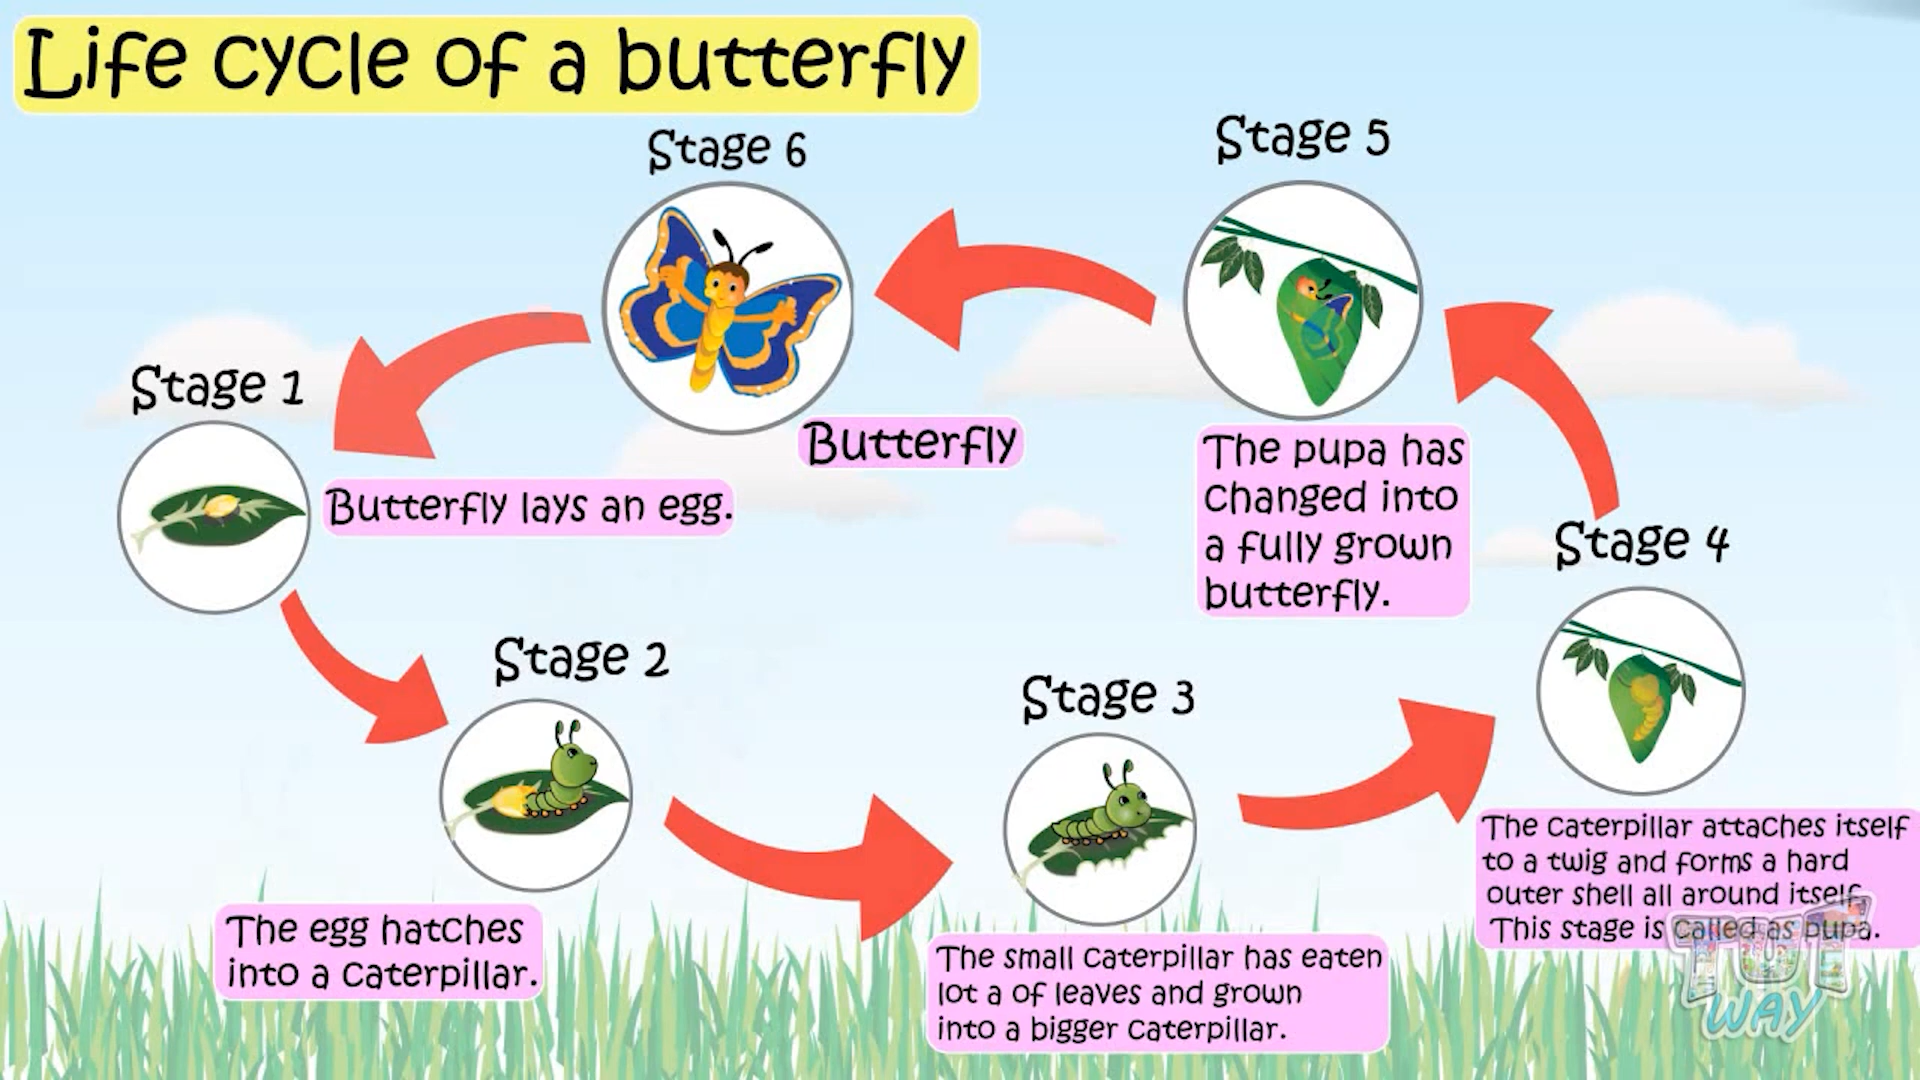 Life cycle of a butterfly
Stage 6
Stage 5
Butterfly
Stage 1
Butterfly lays an egg.
The pupa has
changed into
a fully grown
butterfly.
Stage 4
The caterpillar attaches itself
to a twig and forms a hard
outer shell all around itself.
This stage is called as pupa.
Stage 2
The egg hatches
into a caterpillar.
Stage 3
The small caterpillar has eaten
lot a of leaves and grown
into a bigger caterpillar.
TUT
WAY